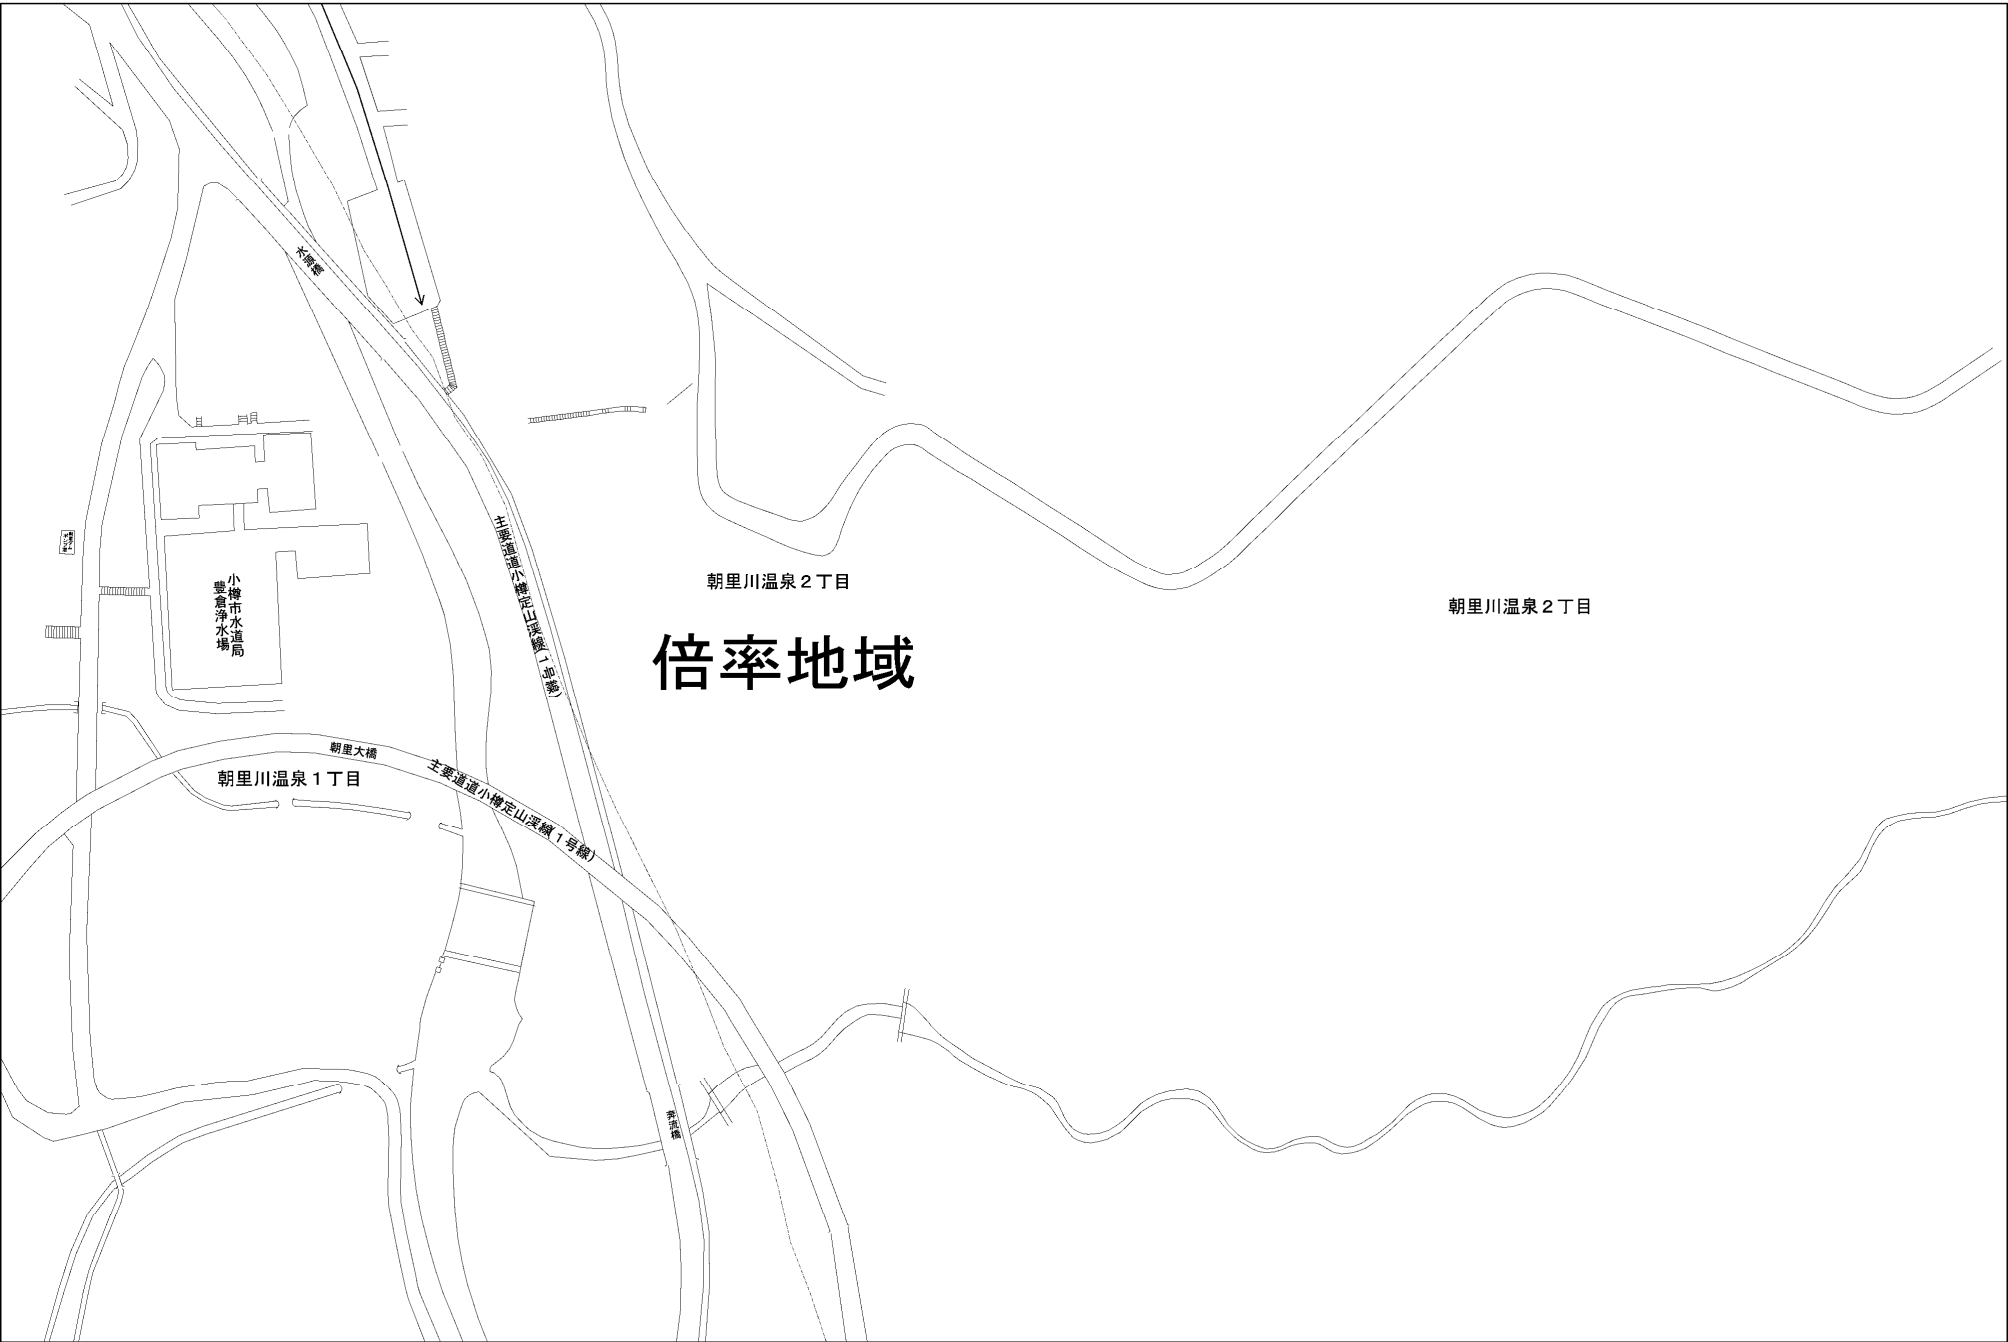 水源橋
主要道道小樽定山渓線(1号線)
朝里川温泉2丁目
朝里川温泉2丁目
小樽市水道局
豊倉浄水場
倍率地域
朝里大橋
主要道道小樽定山渓線(1号線)
朝里川温泉1丁目
奔流橋